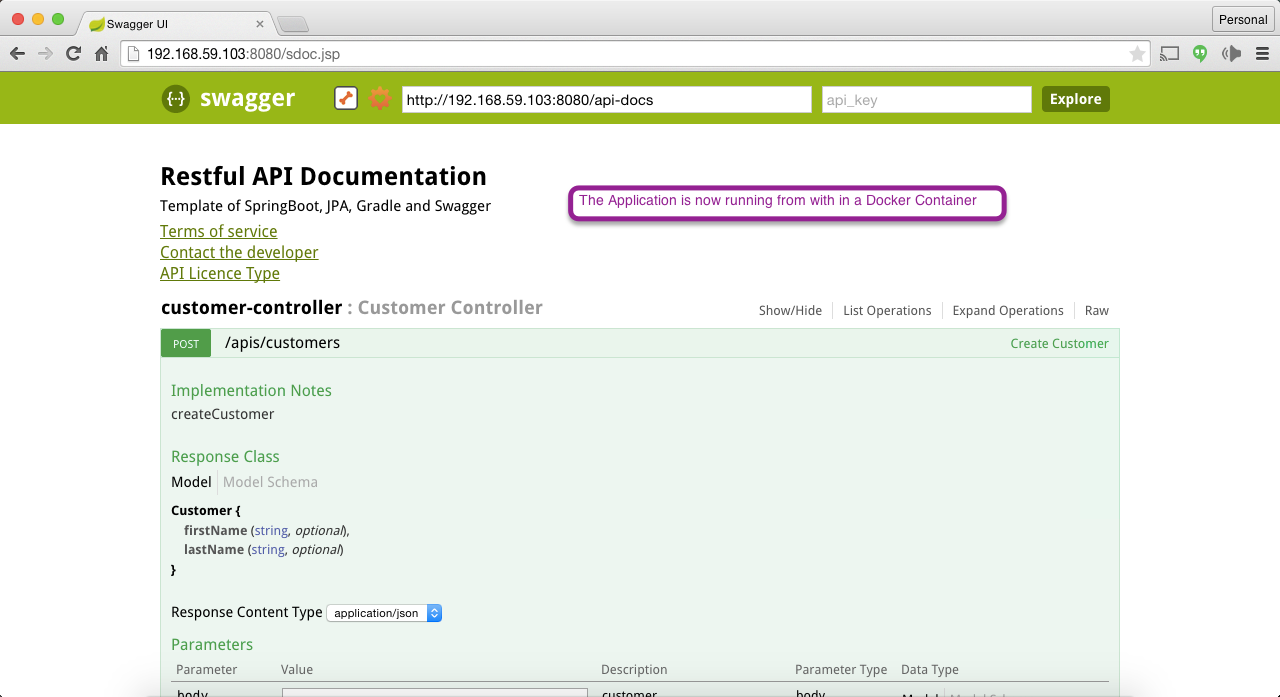 Swagger UI
Personal
192.168.59.103:8080/sdoc.jsp
swagger
http://192.168.59.103:8080/api-docs
api_key
Explore
Restful API Documentation
Template of SpringBot, JPA, Gradle and Swagger
The Application is now running from with in a Docker Container
Terms of service
Contact the developer
API Licence Type
customer-controller : Customer Controller
Show/Hide
List Operations
Expand Operations
Raw
POST
/apis/customers
Create Customer
Implementation Notes
createCustomer
Response Class
Model
Model Schema
Customer {
firstName (string, optional),
lastName (string, optional)
}
Response Content Type application/json
Parameters
Parameter
Value
Description
Parameter Type
Data Type
body
customer
body
Model